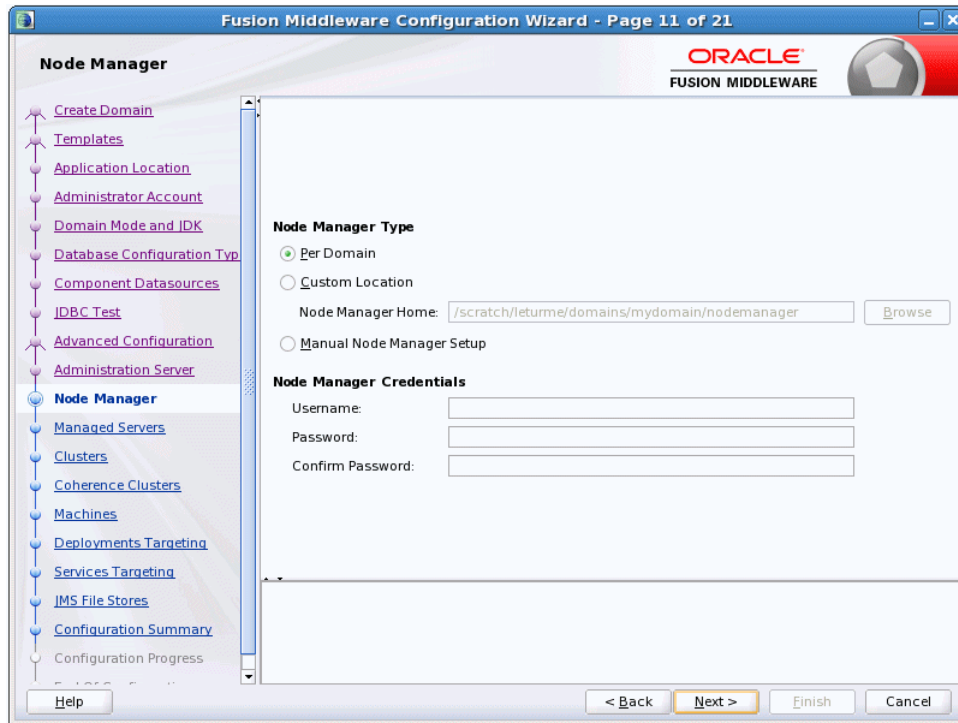 Fusion Middleware Configuration Wizard - Page 11 of 21
Node Manager
ORACLE
FUSION MIDDLEWARE
Create Domain
Templates
Application Location
Administrator Account
Domain Mode and JDK
Database Configuration Typ
Component Datasources
JDBC Test
Advanced Configuration
Administration Server
Node Manager
Managed Servers
Clusters
Coherence Clusters
Machines
Deployments Targeting
Services Targeting
JMS File Stores
Configuration Summary
Configuration Progress
Node Manager Type
Per Domain
Custom Location
Node Manager Home: /scratch/leturme/domains/mydomain/nodemanager Browse
Manual Node Manager Setup
Node Manager Credentials
Username:
Password:
Confirm Password:
Help < Back Next > Finish Cancel